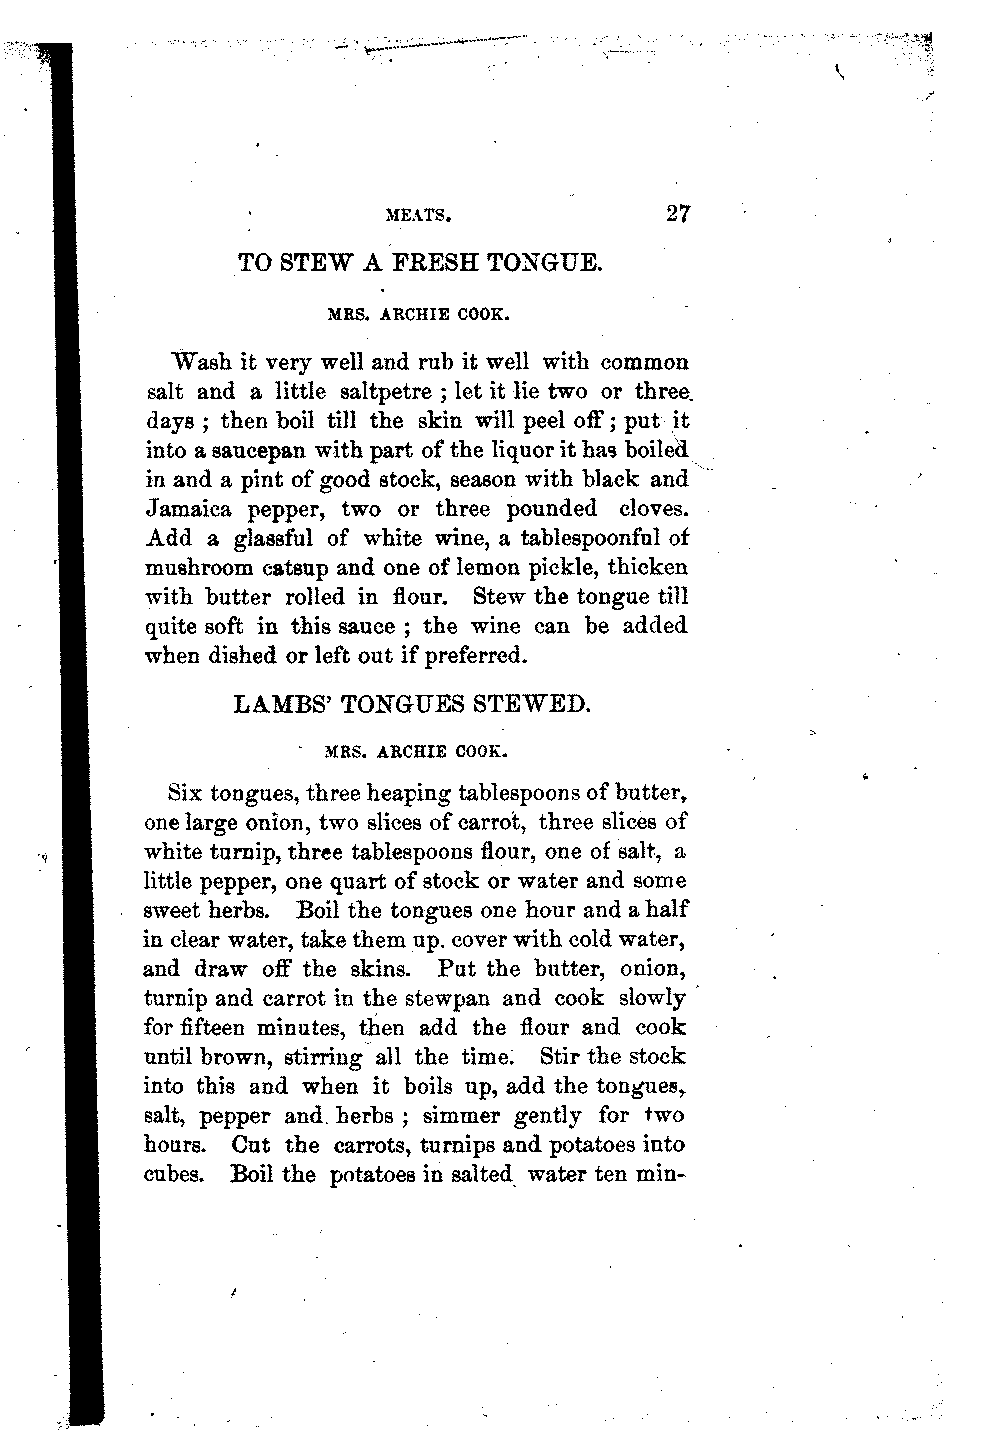 MEATS. 27
TO STEW A FRESH TONGUE.
MRS. ARCHIE COOK.
Wash it very well and rub it well with common
salt and a little saltpetre ; let it lie two or three
days ; then boil till the skin will peel off ; put it
into a saucepan with part of the liquor it has boiled
in and a pint of good stock, season with black and
Jamaica pepper, two or three pounded cloves.
Add a glassful of white wine, a tablespoonful of
mushroom catsup and one of lemon pickle, thicken
with butter rolled in flour. Stew the tongue till
quite soft in this sauce ; the wine can be added
when dished or left out if preferred.
LAMBS' TONGUES STEWED.
MRS. ARCHIE COOK.
Six tongues, three heaping tablespoons of butter,
one large onion, two slices of carrot, three slices of
white turnip, three tablespoons flour, one of salt, a
little pepper, one quart of stock or water and some
sweet herbs. Boil the tongues one hour and a half
in clear water, take them up. cover with cold water,
and draw off the skins. Put the butter, onion,
turnip and carrot in the stewpan and cook slowly
for fifteen minutes, then add the flour and cook
until brown, stirring all the time. Stir the stock
into this and when it boils up, add the tongues,
salt, pepper and herbs ; simmer gently for two
hours. Cut the carrots, turnips and potatoes into
cubes. Boil the potatoes in salted water ten min-